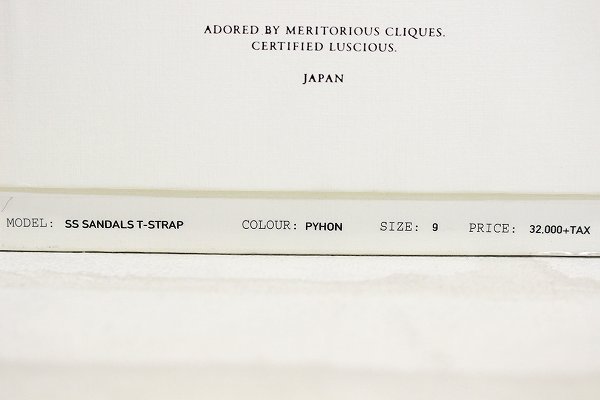 ADORED BY MERITORIOUS CLIQUES.
CERTIFIED LUSCIOUS.
JAPAN
MODEL: SS SANDALS T-STRAP COLOUR: PYHON SIZE: 9 PRICE: 32.000+TAX